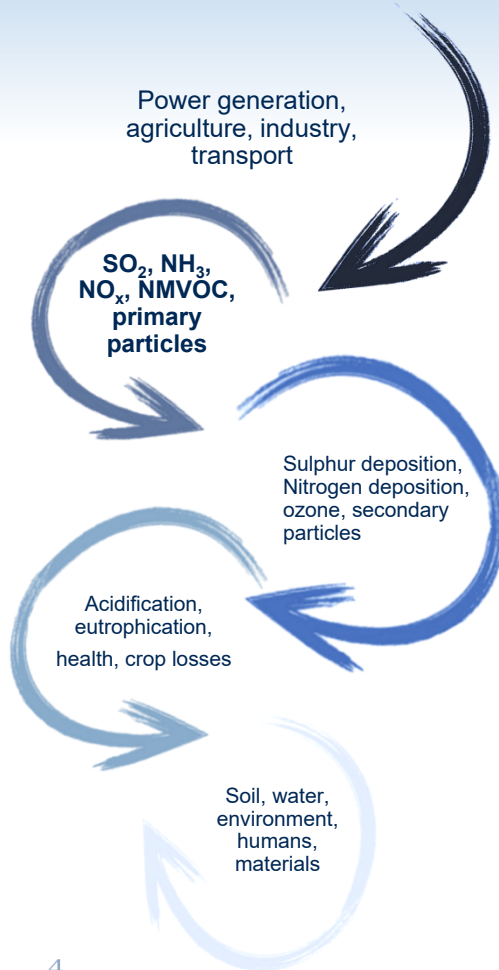 Power generation,
agriculture, industry,
transport
SO₂, NH₃,
NOₓ, NMVOC,
primary
particles
Sulphur deposition,
Nitrogen deposition,
ozone, secondary
particles
Acidification,
eutrophication,
health, crop losses
Soil, water,
environment,
humans,
materials
4